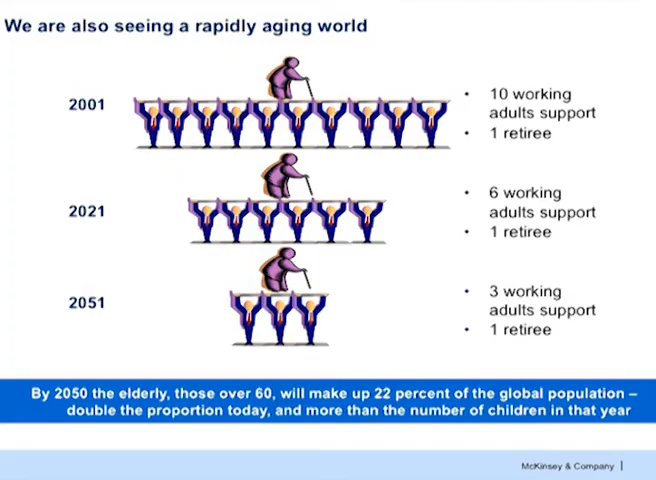 We are also seeing a rapidly aging world
2001
• 10 working
adults support
• 1 retiree
2021
• 6 working
adults support
• 1 retiree
2051
• 3 working
adults support
• 1 retiree
By 2050 the elderly, those over 60, will make up 22 percent of the global population –
double the proportion today, and more than the number of children in that year
McKinsey & Company |